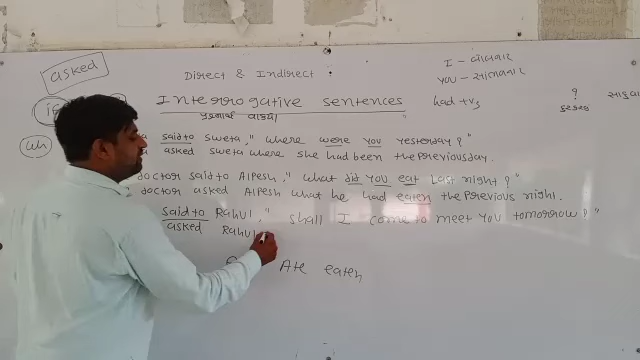 asked
Direct & Indirect :
I - બોલનાર
YOU - સાંભળનાર
Interrogative sentences
had + V3
?
પ્રશ્નાર્થ વાક્યો
wh
said to Sweta, " where were you yesterday ? "
asked Sweta where she had been the previous day.
doctor said to Alpesh, " what did you eat last night ? "
doctor asked Alpesh what he had eaten the previous night.
said to Rahul, " shall I come to meet you tomorrow ? "
asked Rahul
Ate eaten